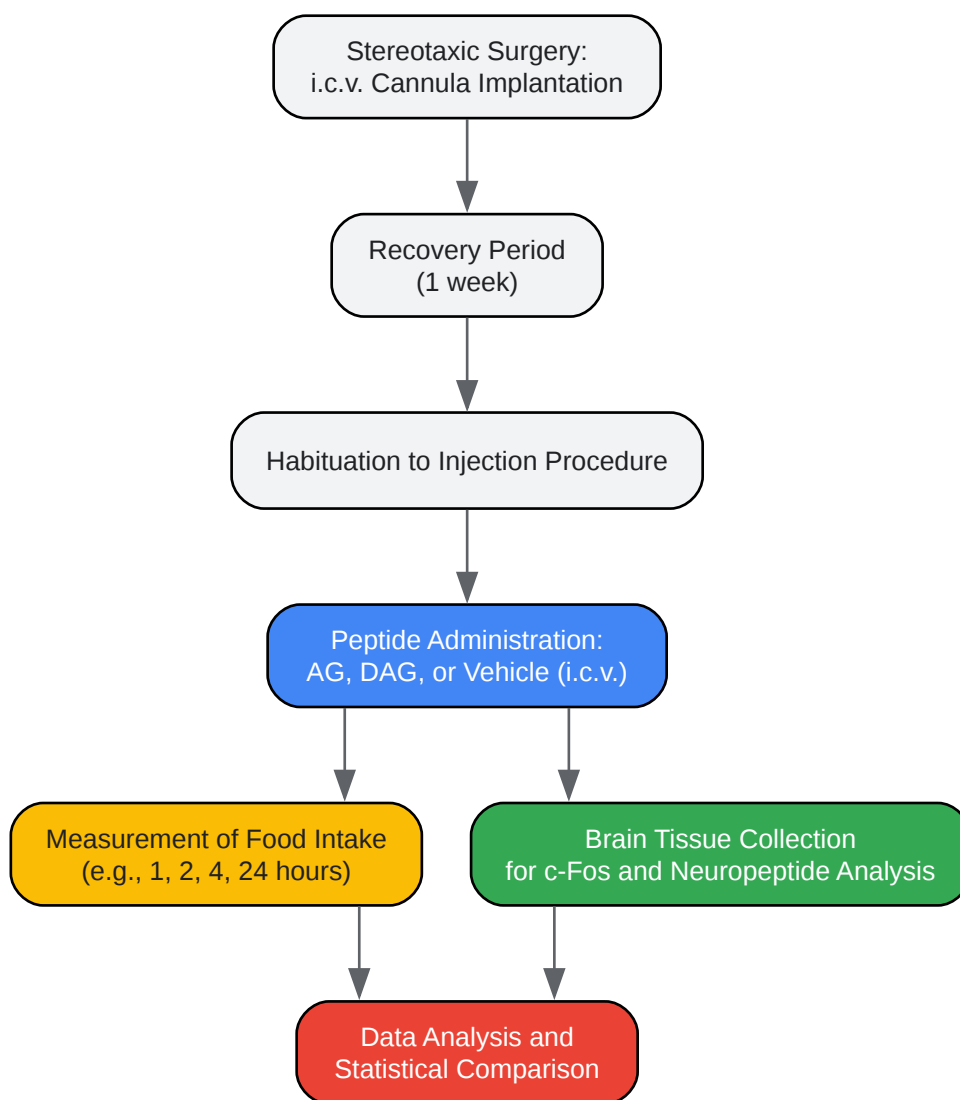 Stereotaxic Surgery:
i.c.v. Cannula Implantation
Recovery Period
(1 week)
Habituation to Injection Procedure
Peptide Administration:
AG, DAG, or Vehicle (i.c.v.)
Measurement of Food Intake
(e.g., 1, 2, 4, 24 hours)
Brain Tissue Collection
for c-Fos and Neuropeptide Analysis
Data Analysis and
Statistical Comparison